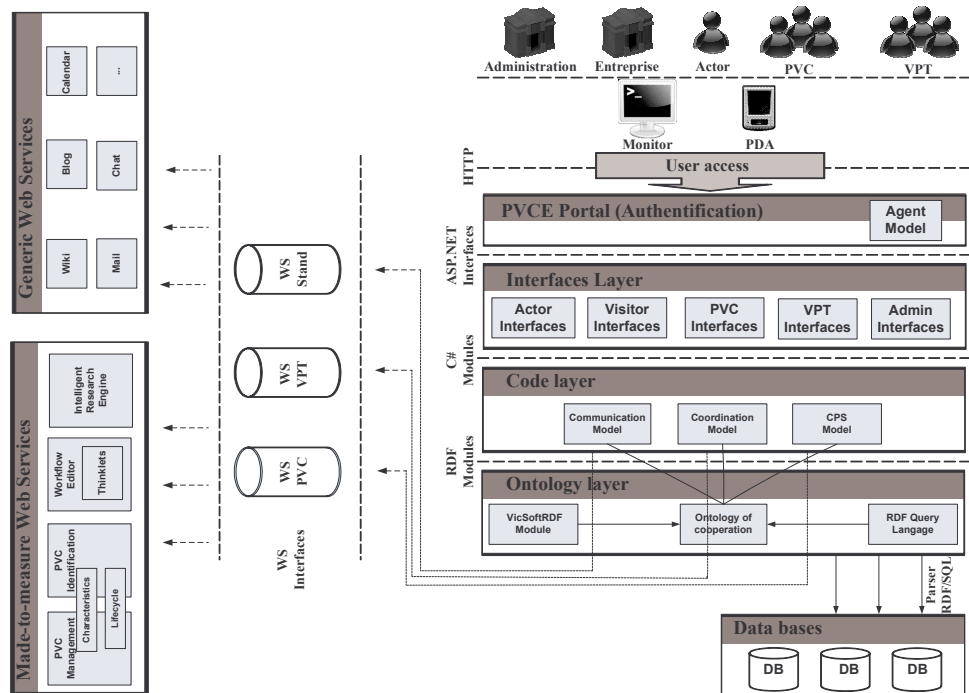 Generic Web Services
Calendar
...
Blog
Chat
Wiki
Mail
Made-to-measure Web Services
Intelligent
Research
Engine
Workflow
Editor
Thinklets
PVC
Identification
PVC
Management
Characteristics
Lifecycle
WS
Stand
WS
VPT
WS
PVC
WS
Interfaces
Administration
Entreprise
Actor
PVC
VPT
>_
Monitor
PDA
HTTP
User access
PVCE Portal (Authentification)
Agent
Model
ASP.NET
Interfaces
Interfaces Layer
Actor
Interfaces
Visitor
Interfaces
PVC
Interfaces
VPT
Interfaces
Admin
Interfaces
C#
Modules
Code layer
Communication
Model
Coordination
Model
CPS
Model
RDF
Modules
Ontology layer
VicSoftRDF
Module
Ontology of
cooperation
RDF Query
Langage
Parser
RDF/SQL
Data bases
DB
DB
DB